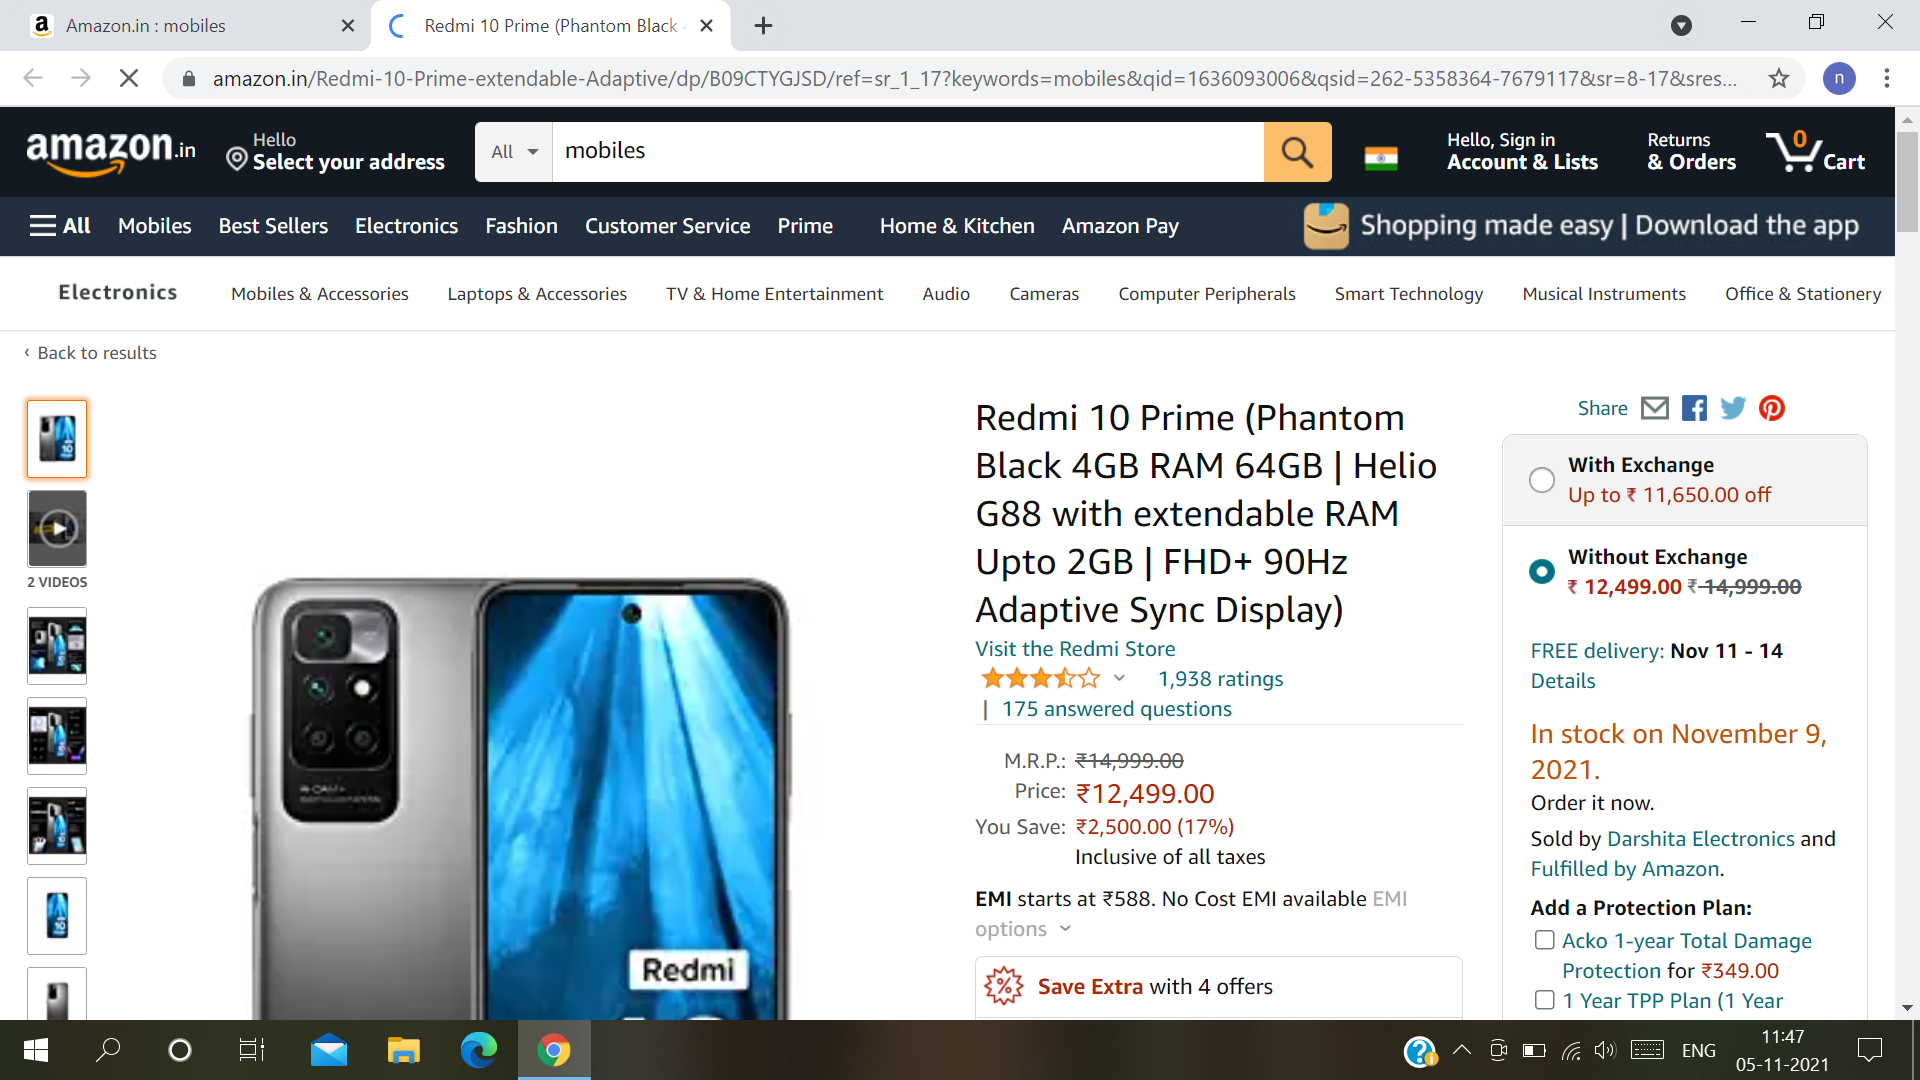 Amazon.in : mobiles
Redmi 10 Prime (Phantom Black
amazon.in/Redmi-10-Prime-extendable-Adaptive/dp/B09CTYGJSD/ref=sr_1_17?keywords=mobiles&qid=1636093006&qsid=262-5358364-7679117&sr=8-17&sres...
n
amazon.in
Hello
Select your address
All
mobiles
Hello, Sign in
Account & Lists
Returns
& Orders
0
Cart
All
Mobiles
Best Sellers
Electronics
Fashion
Customer Service
Prime
Home & Kitchen
Amazon Pay
Shopping made easy | Download the app
Electronics
Mobiles & Accessories
Laptops & Accessories
TV & Home Entertainment
Audio
Cameras
Computer Peripherals
Smart Technology
Musical Instruments
Office & Stationery
‹ Back to results
2 VIDEOS
Redmi
Redmi 10 Prime (Phantom
Black 4GB RAM 64GB | Helio
G88 with extendable RAM
Upto 2GB | FHD+ 90Hz
Adaptive Sync Display)
Visit the Redmi Store
1,938 ratings
| 175 answered questions
M.R.P.: ₹14,999.00
Price: ₹12,499.00
You Save: ₹2,500.00 (17%)
Inclusive of all taxes
EMI starts at ₹588. No Cost EMI available EMI
options
Save Extra with 4 offers
Share
With Exchange
Up to ₹ 11,650.00 off
Without Exchange
₹ 12,499.00 ₹ 14,999.00
FREE delivery: Nov 11 - 14
Details
In stock on November 9,
2021.
Order it now.
Sold by Darshita Electronics and
Fulfilled by Amazon.
Add a Protection Plan:
Acko 1-year Total Damage
Protection for ₹349.00
1 Year TPP Plan (1 Year
ENG
11:47
05-11-2021